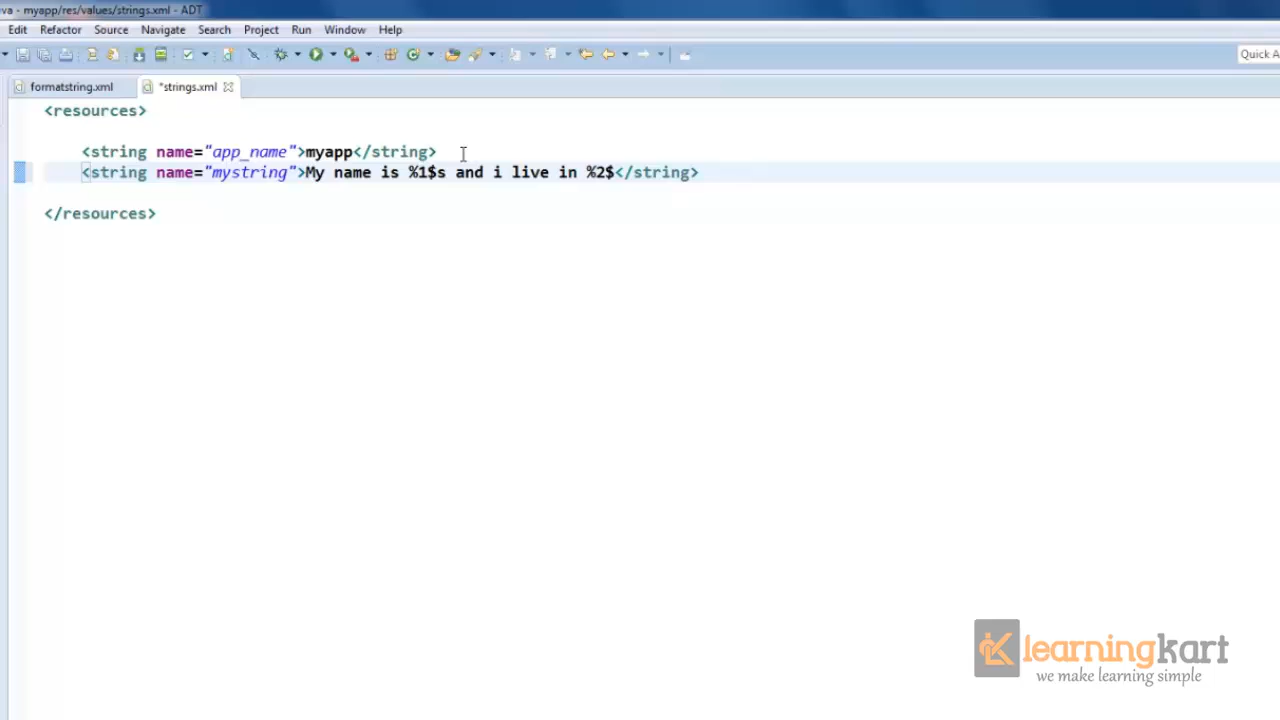 va - myapp/res/values/strings.xml - ADT
Edit Refactor Source Navigate Search Project Run Window Help
Quick A
formatstring.xml *strings.xml
<resources>
<string name="app_name">myapp</string>
<string name="mystring">My name is %1$s and i live in %2$</string>
</resources>
learningkart
we make learning simple